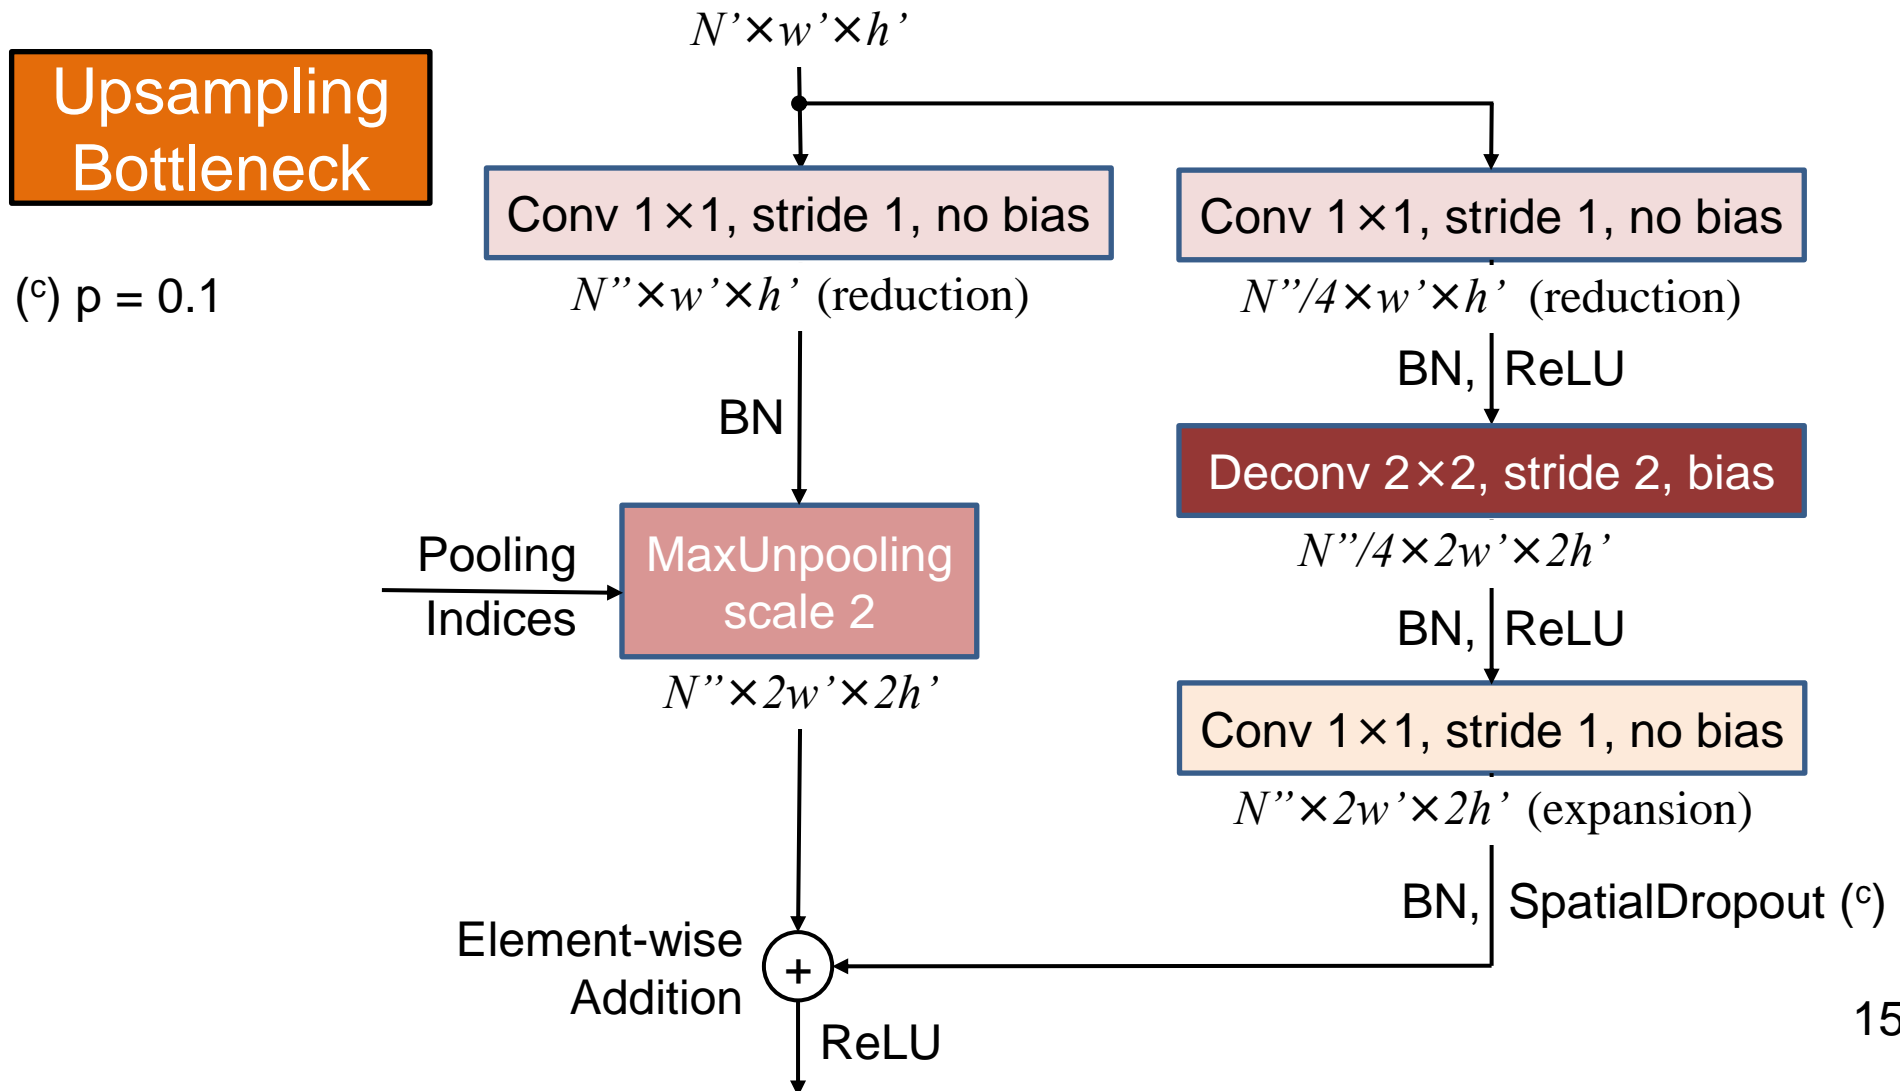 N’×w’×h’
Upsampling
Bottleneck
(c) p = 0.1
Conv 1×1, stride 1, no bias
N”×w’×h’ (reduction)
BN
Pooling
Indices
MaxUnpooling
scale 2
N”×2w’×2h’
Conv 1×1, stride 1, no bias
N”/4×w’×h’ (reduction)
BN, ReLU
Deconv 2×2, stride 2, bias
N”/4×2w’×2h’
BN, ReLU
Conv 1×1, stride 1, no bias
N”×2w’×2h’ (expansion)
BN, SpatialDropout (c)
Element-wise
Addition
+
ReLU
15